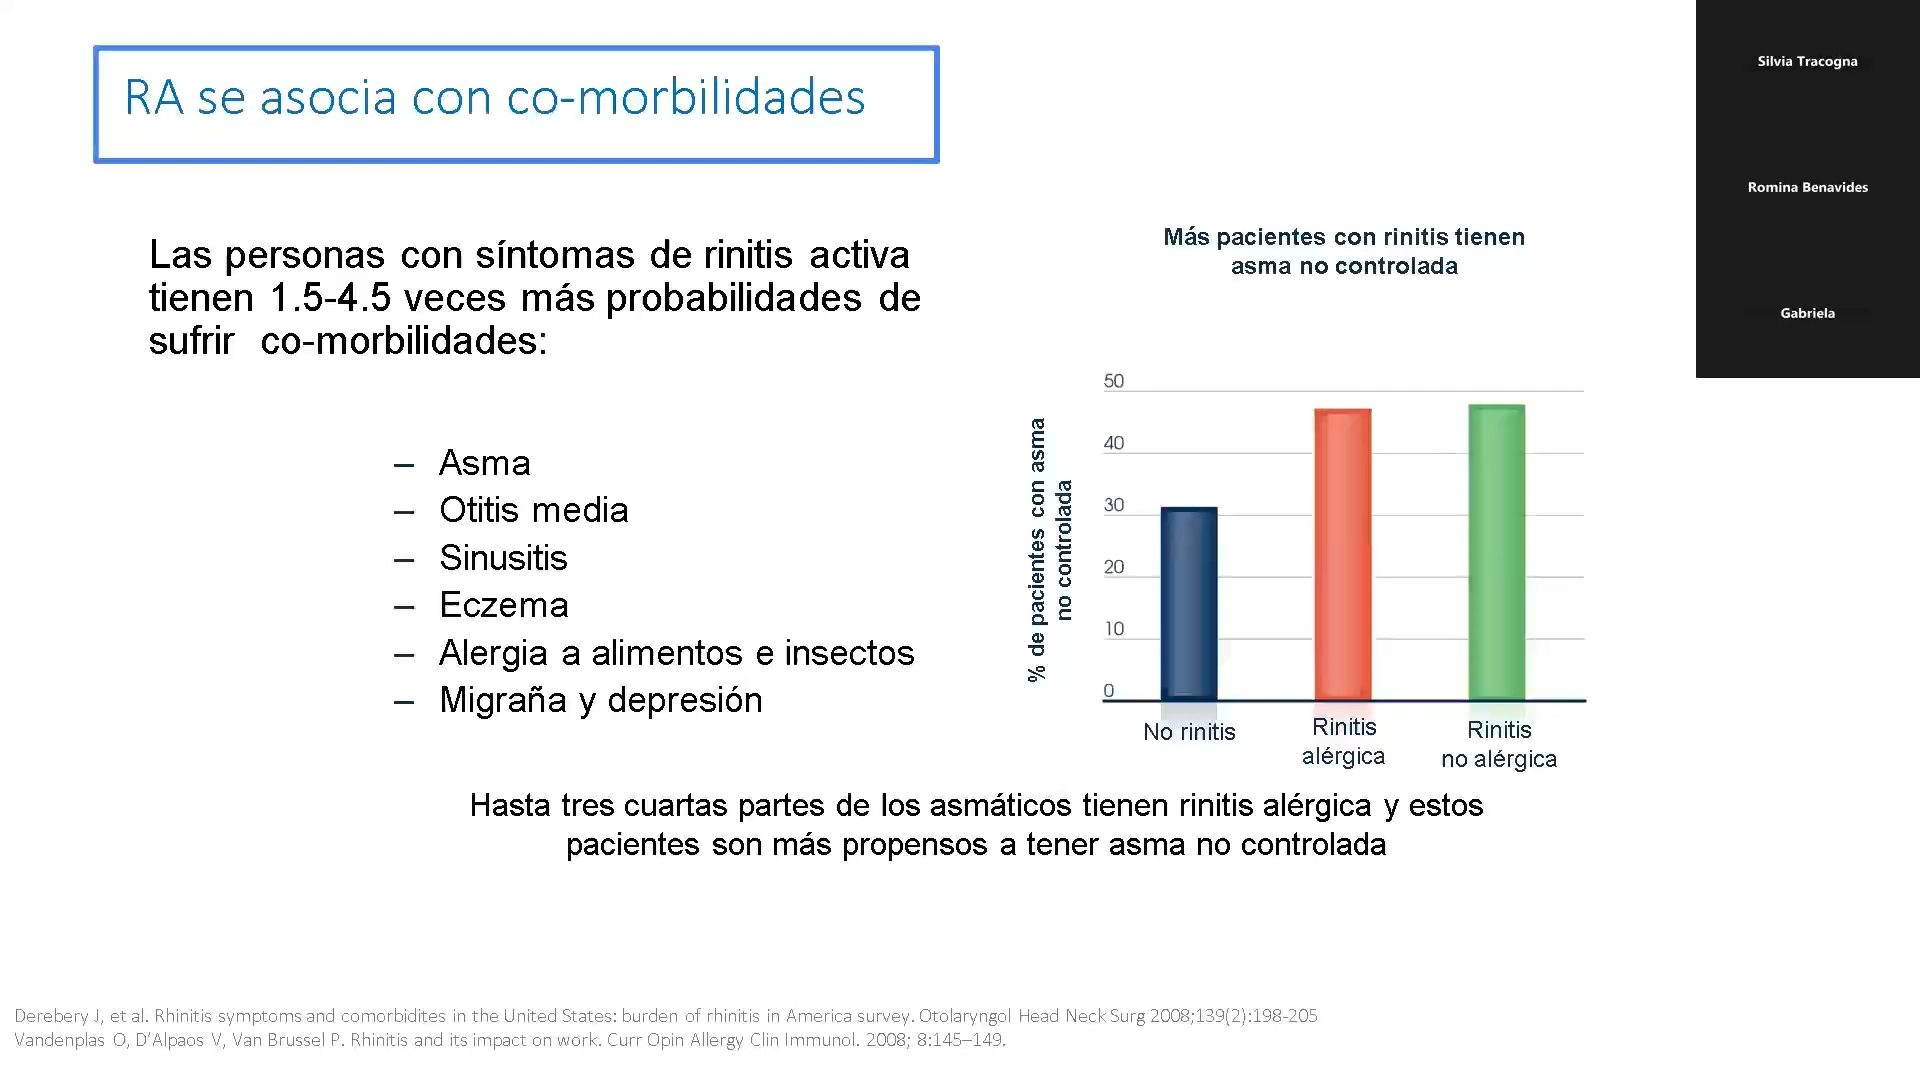 RA se asocia con co-morbilidades
Las personas con síntomas de rinitis activa
tienen 1.5-4.5 veces más probabilidades de
sufrir co-morbilidades:
– Asma
– Otitis media
– Sinusitis
– Eczema
– Alergia a alimentos e insectos
– Migraña y depresión
Más pacientes con rinitis tienen
asma no controlada
% de pacientes con asma
no controlada
50
40
30
20
10
0
No rinitis
Rinitis
alérgica
Rinitis
no alérgica
Hasta tres cuartas partes de los asmáticos tienen rinitis alérgica y estos
pacientes son más propensos a tener asma no controlada
Derebery J, et al. Rhinitis symptoms and comorbidites in the United States: burden of rhinitis in America survey. Otolaryngol Head Neck Surg 2008;139(2):198-205
Vandenplas O, D’Alpaos V, Van Brussel P. Rhinitis and its impact on work. Curr Opin Allergy Clin Immunol. 2008; 8:145–149.
Silvia Tracogna
Romina Benavides
Gabriela